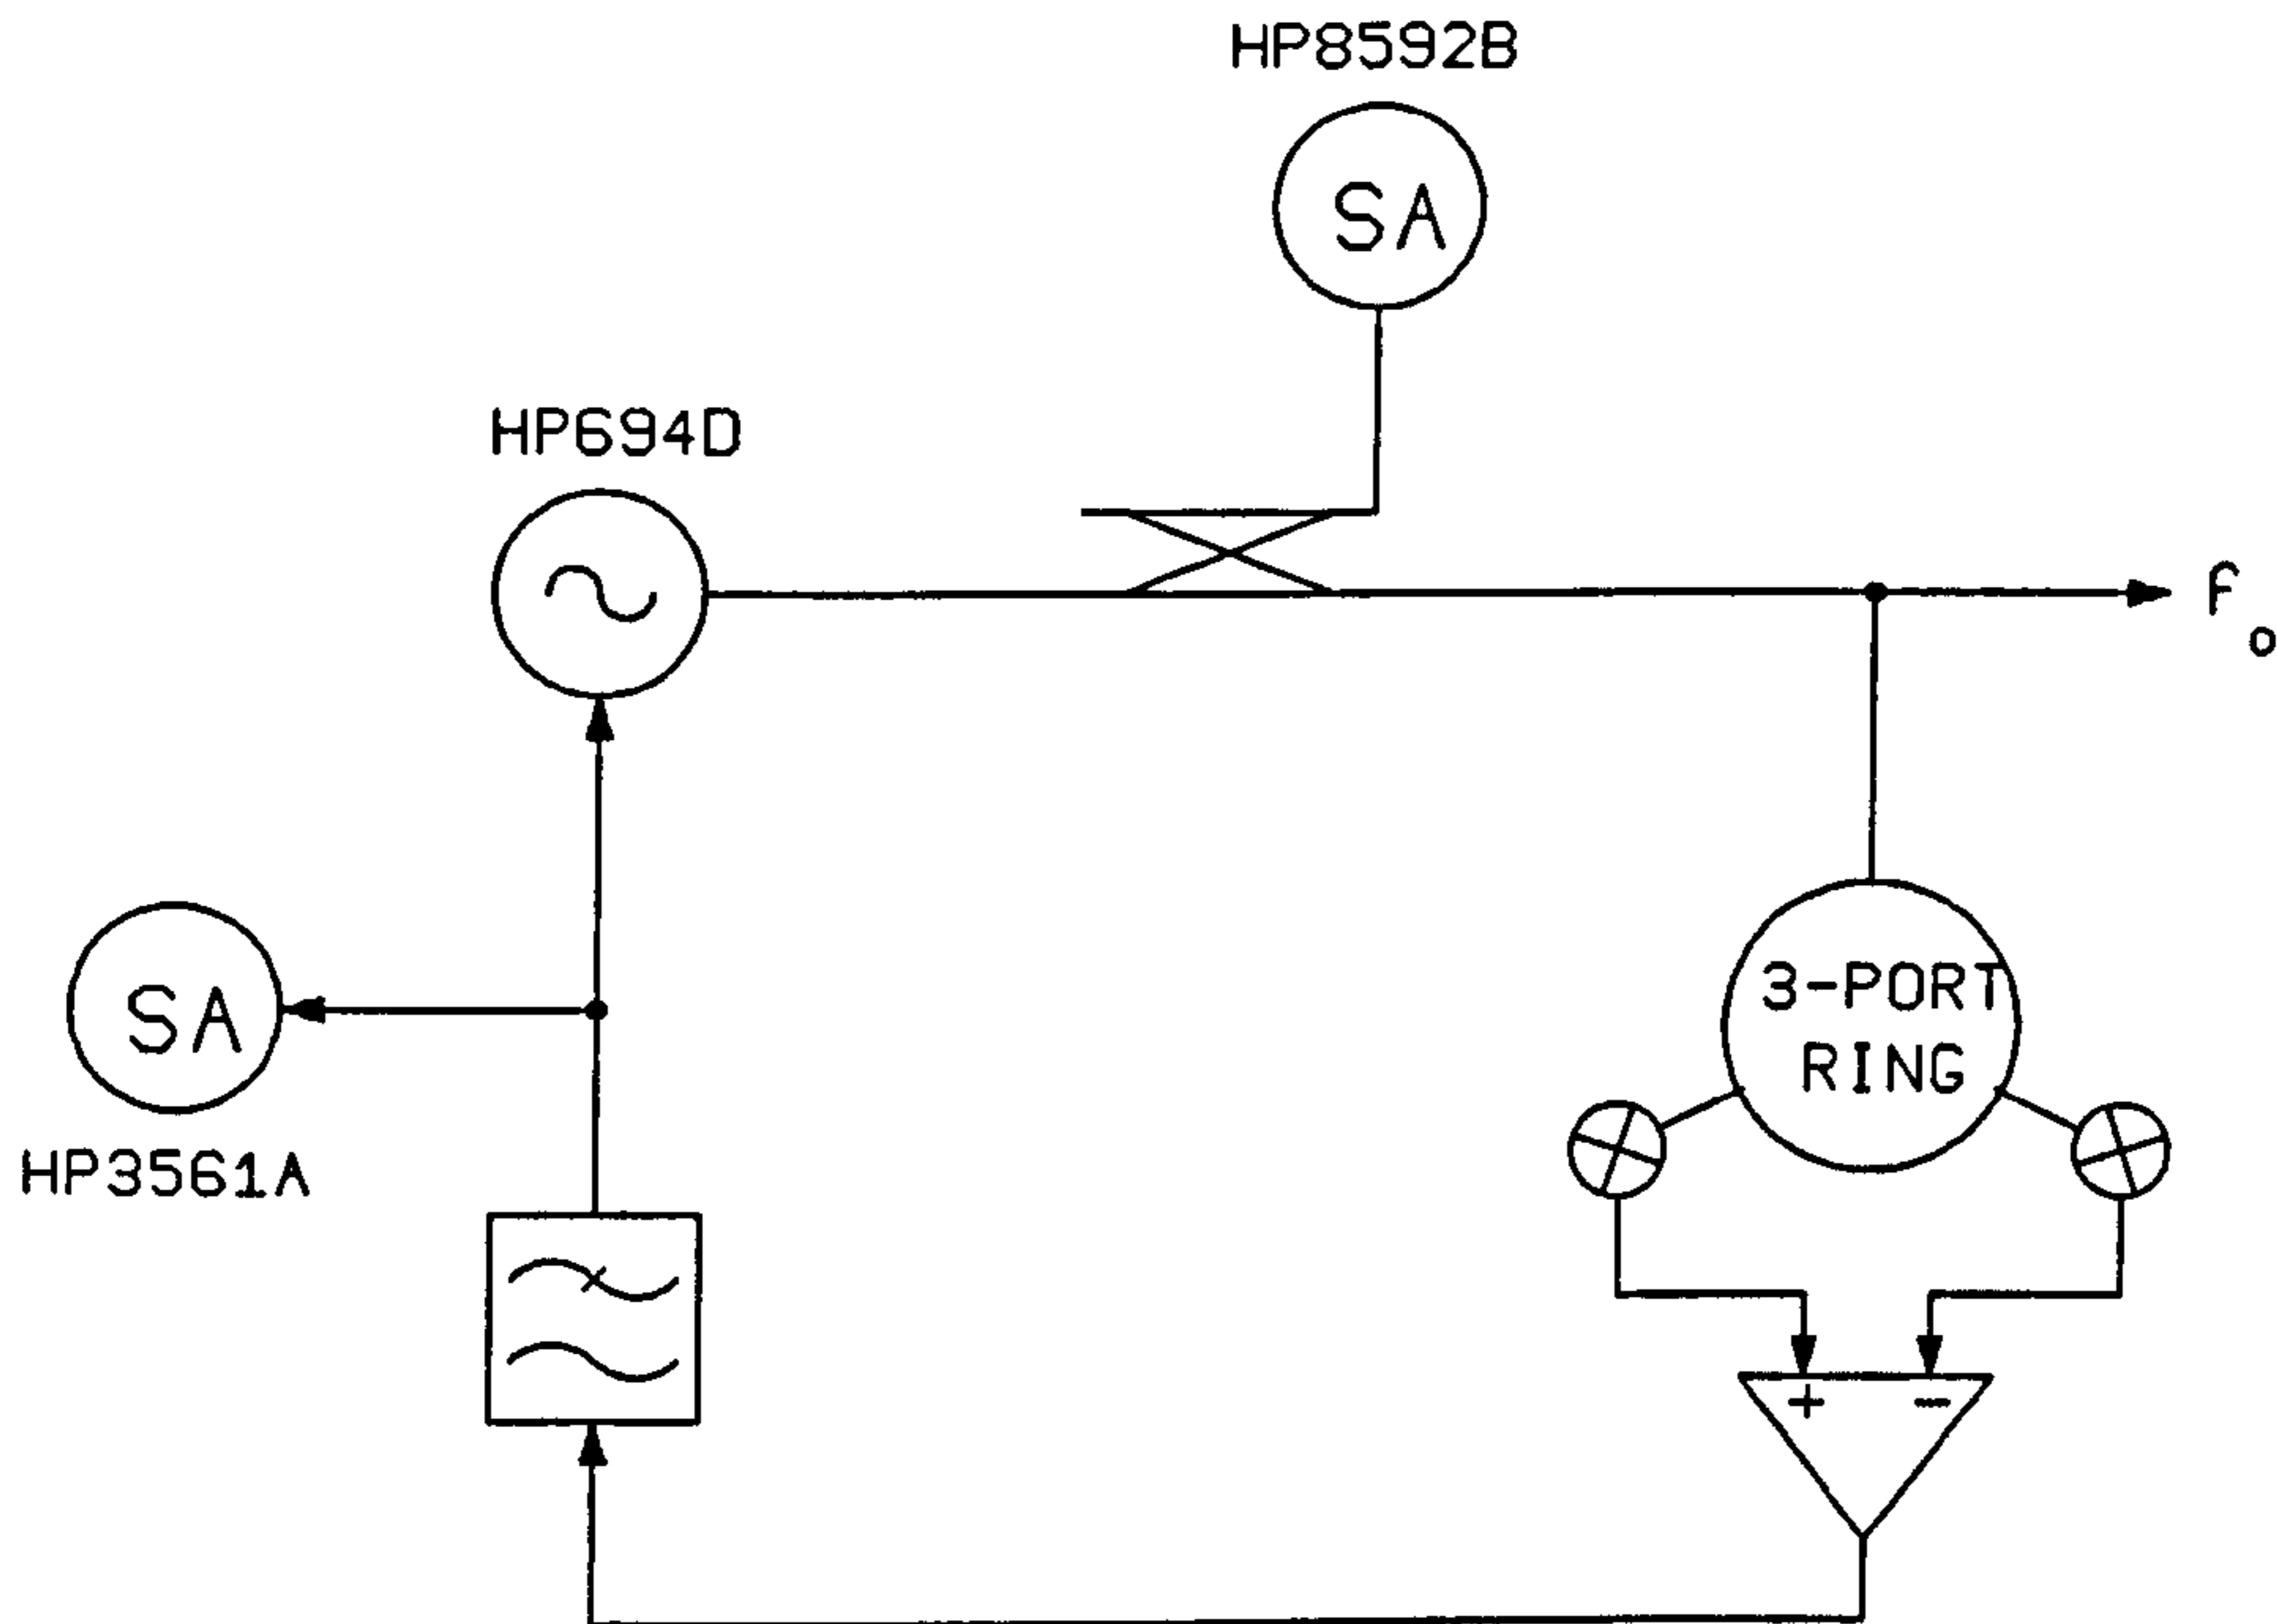 HP8592B
SA
HP694D
f
o
SA
HP3561A
3-PORT
RING
+ -